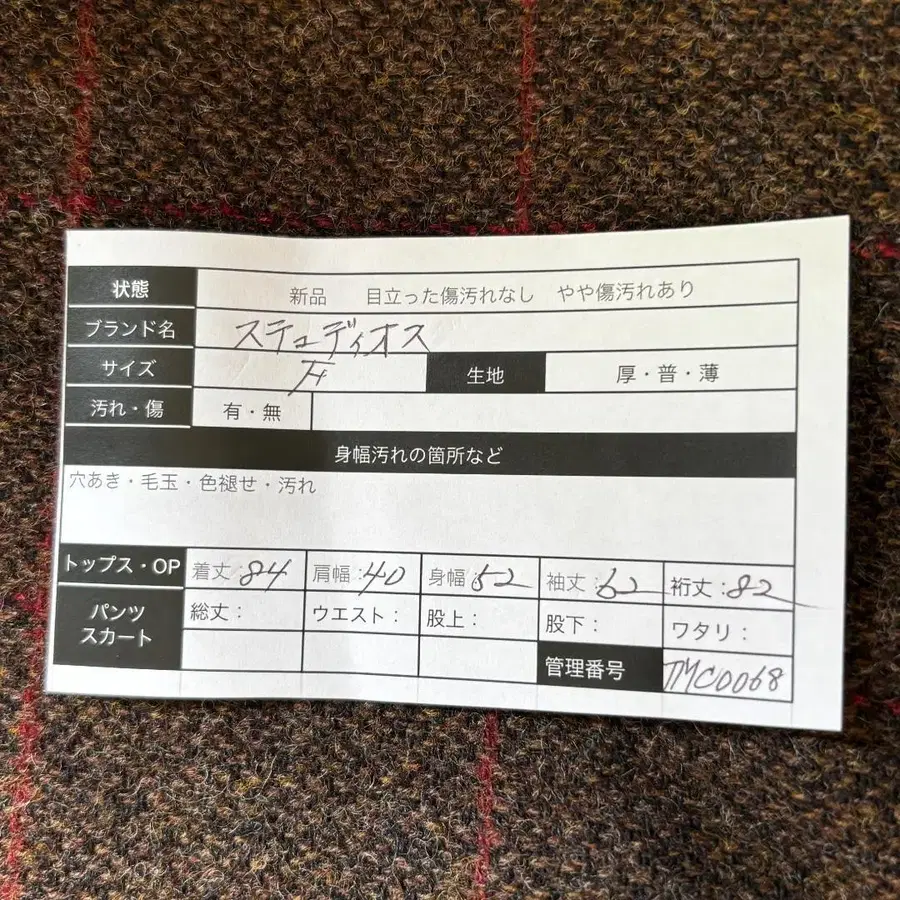 状態 新品 目立った傷汚れなし やや傷汚れあり
ブランド名 ステュディオス
サイズ 生地 厚・普・薄
汚れ・傷 有・無
身幅汚れの箇所など
穴あき・毛玉・色褪せ・汚れ
トップス・OP 着丈:84 肩幅:40 身幅:52 袖丈:62 裄丈:82
パンツ スカート 総丈: ウエスト: 股上: 股下: ワタリ:
管理番号 TMC0068